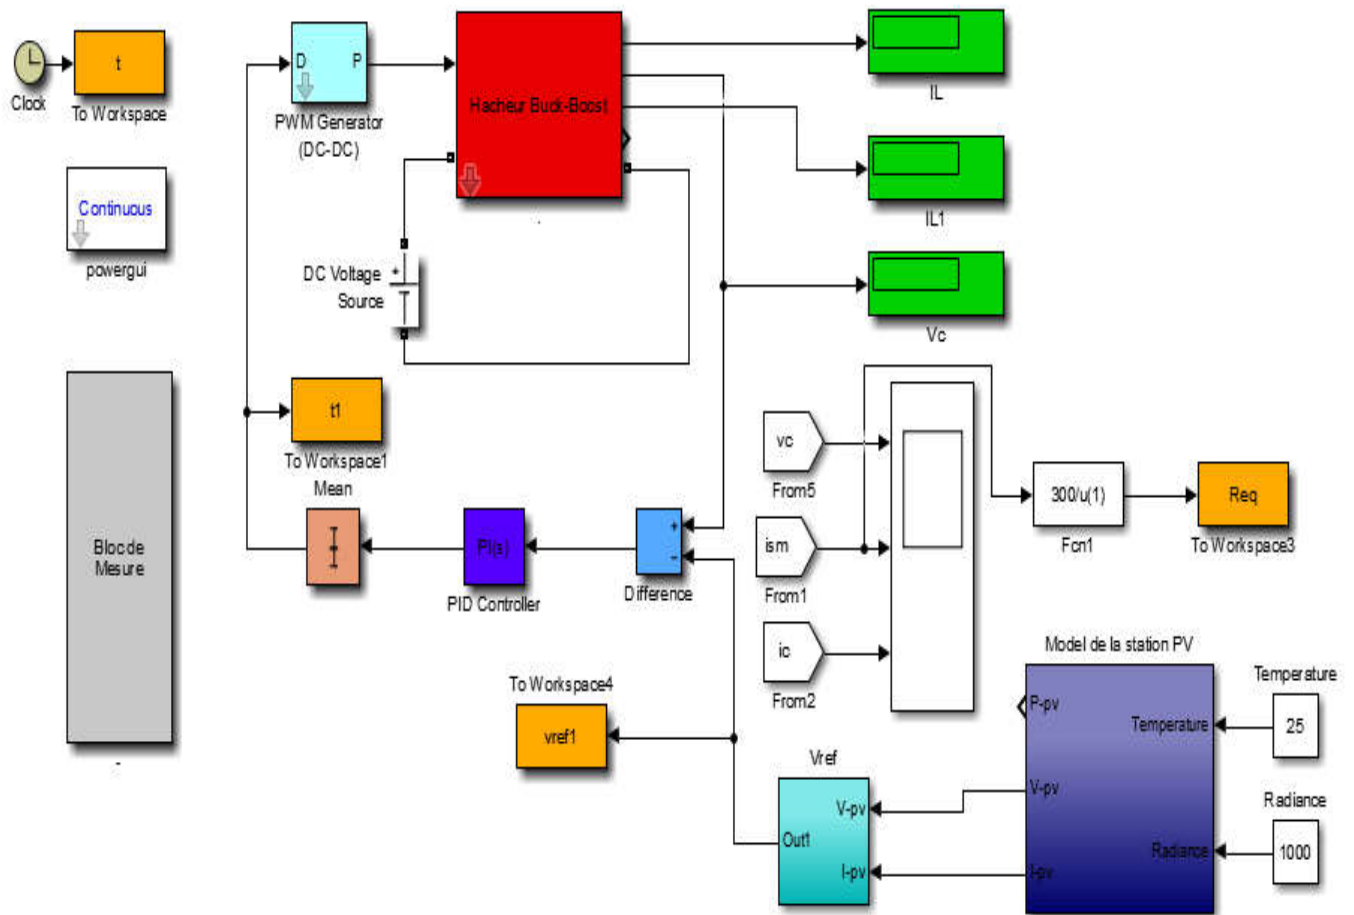 Clock
t
To Workspace
Continuous
powergui
D
P
PWM Generator
(DC-DC)
Hacheur Buck-Boost
IL
IL1
Vc
DC Voltage
Source
+
t1
To Workspace1
Mean
Bloc de
Mesure
-
PI(s)
PID Controller
+
-
Difference
vc
From5
ism
From1
ic
From2
300/u(1)
Fcn1
Req
To Workspace3
To Workspace4
vref1
Vref
V-pv
Out1
I-pv
Model de la station PV
P-pv
Temperature
V-pv
Radiance
I-pv
Temperature
25
Radiance
1000